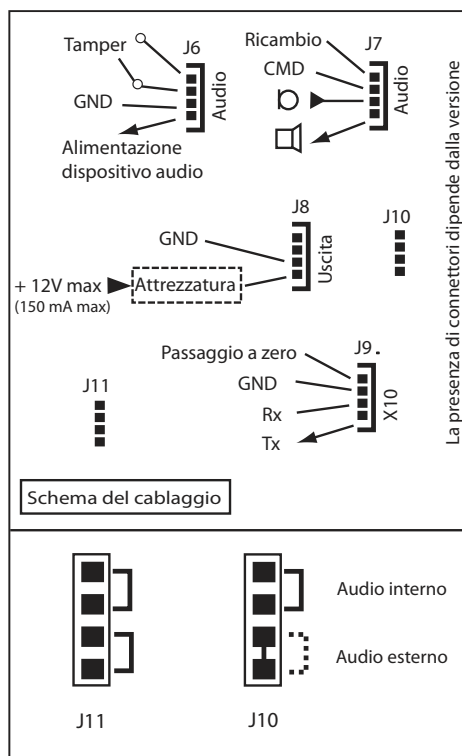 Tamper
J6
GND
Audio
Alimentazione
dispositivo audio
Ricambio
J7
CMD
Audio
La presenza di connettori dipende dalla versione
J8
GND
Uscita
+ 12V max
(150 mA max)
Attrezzatura
J10
J9
Passaggio a zero
GND
Rx
Tx
X10
J11
Schema del cablaggio
Audio interno
Audio esterno
J11
J10